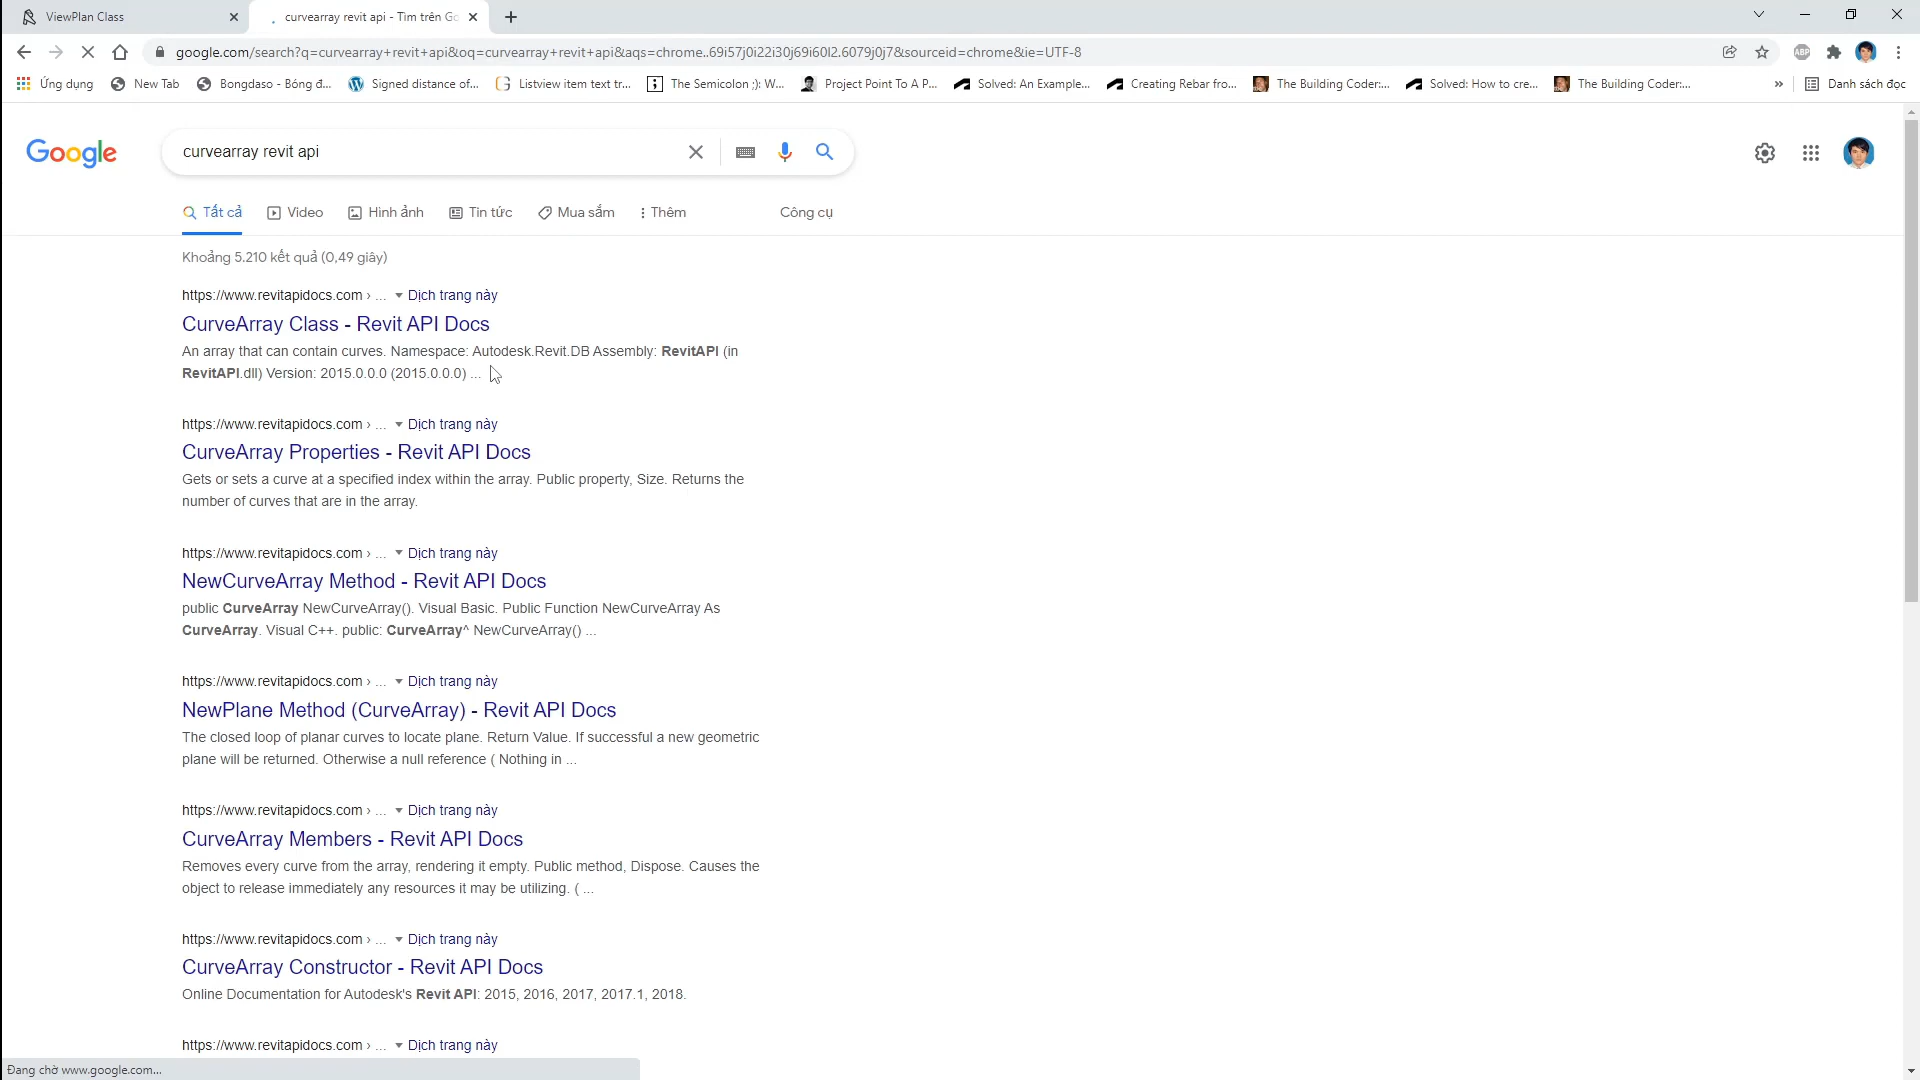 ViewPlan Class
curvearray revit api - Tìm trên Go
google.com/search?q=curvearray+revit+api&oq=curvearray+revit+api&aqs=chrome..69i57j0i22i30j69i60l2.6079j0j7&sourceid=chrome&ie=UTF-8
ABP
Ứng dụng New Tab Bongdaso - Bóng đ... Signed distance of... Listview item text tr... The Semicolon ;): W... Project Point To A P... Solved: An Example... Creating Rebar fro... The Building Coder:... Solved: How to cre... The Building Coder:... » Danh sách đọc
Google
curvearray revit api
Tất cả Video Hình ảnh Tin tức Mua sắm Thêm Công cụ
Khoảng 5.210 kết quả (0,49 giây)
https://www.revitapidocs.com › ... Dịch trang này
CurveArray Class - Revit API Docs
An array that can contain curves. Namespace: Autodesk.Revit.DB Assembly: RevitAPI (in
RevitAPI.dll) Version: 2015.0.0.0 (2015.0.0.0) ...
https://www.revitapidocs.com › ... Dịch trang này
CurveArray Properties - Revit API Docs
Gets or sets a curve at a specified index within the array. Public property, Size. Returns the
number of curves that are in the array.
https://www.revitapidocs.com › ... Dịch trang này
NewCurveArray Method - Revit API Docs
public CurveArray NewCurveArray(). Visual Basic. Public Function NewCurveArray As
CurveArray. Visual C++. public: CurveArray^ NewCurveArray() ...
https://www.revitapidocs.com › ... Dịch trang này
NewPlane Method (CurveArray) - Revit API Docs
The closed loop of planar curves to locate plane. Return Value. If successful a new geometric
plane will be returned. Otherwise a null reference ( Nothing in ...
https://www.revitapidocs.com › ... Dịch trang này
CurveArray Members - Revit API Docs
Removes every curve from the array, rendering it empty. Public method, Dispose. Causes the
object to release immediately any resources it may be utilizing. ( ...
https://www.revitapidocs.com › ... Dịch trang này
CurveArray Constructor - Revit API Docs
Online Documentation for Autodesk's Revit API: 2015, 2016, 2017, 2017.1, 2018.
https://www.revitapidocs.com › ... Dịch trang này
Đang chờ www.google.com...